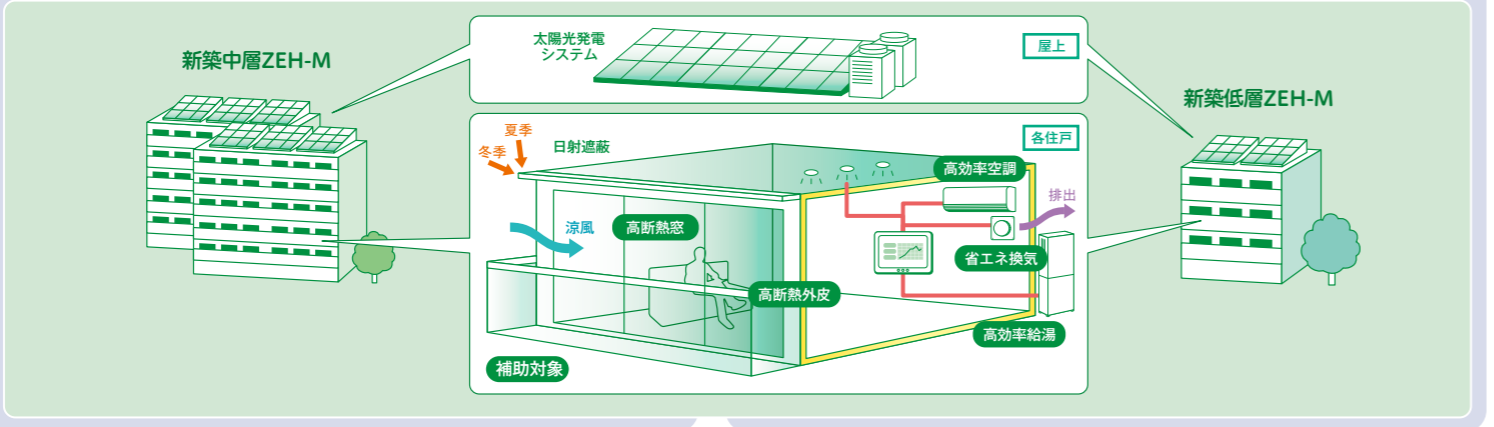 新築中層ZEH-M
太陽光発電
システム
屋上
新築低層ZEH-M
各住戸
夏季
冬季
日射遮蔽
高効率空調
排出
涼風
高断熱窓
省エネ換気
高断熱外皮
高効率給湯
補助対象